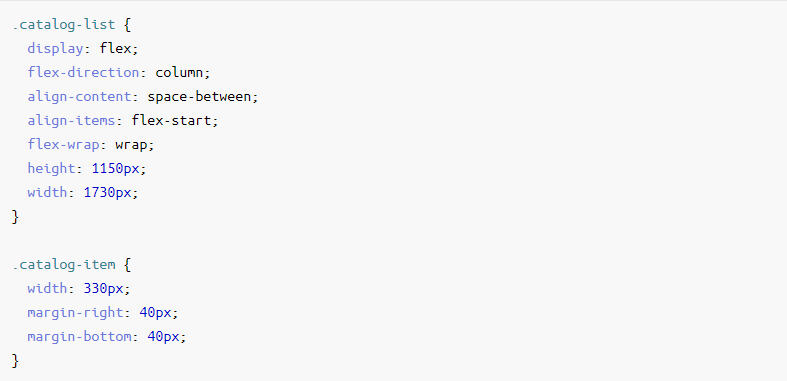 .catalog-list {
  display: flex;
  flex-direction: column;
  align-content: space-between;
  align-items: flex-start;
  flex-wrap: wrap;
  height: 1150px;
  width: 1730px;
}

.catalog-item {
  width: 330px;
  margin-right: 40px;
  margin-bottom: 40px;
}